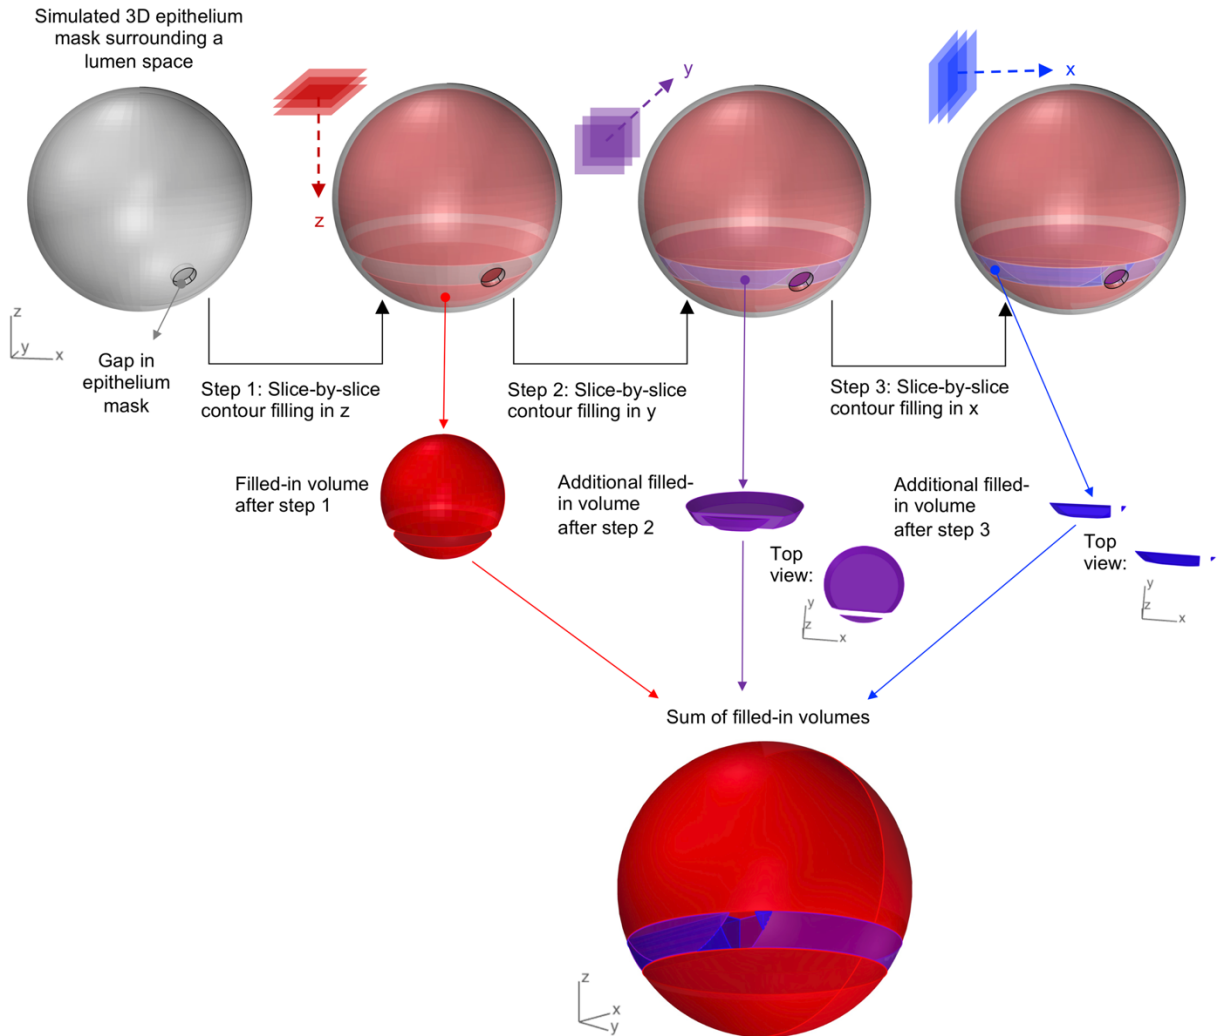 Simulated 3D epithelium
mask surrounding a
lumen space
z
y
x
z
y
x
Gap in
epithelium
mask
Step 1: Slice-by-slice
contour filling in z
Step 2: Slice-by-slice
contour filling in y
Step 3: Slice-by-slice
contour filling in x
Filled-in volume
after step 1
Additional filled-
in volume
after step 2
Top
view:
y
z
x
Additional filled-
in volume
after step 3
Top
view:
y
z
x
Sum of filled-in volumes
z
x
y